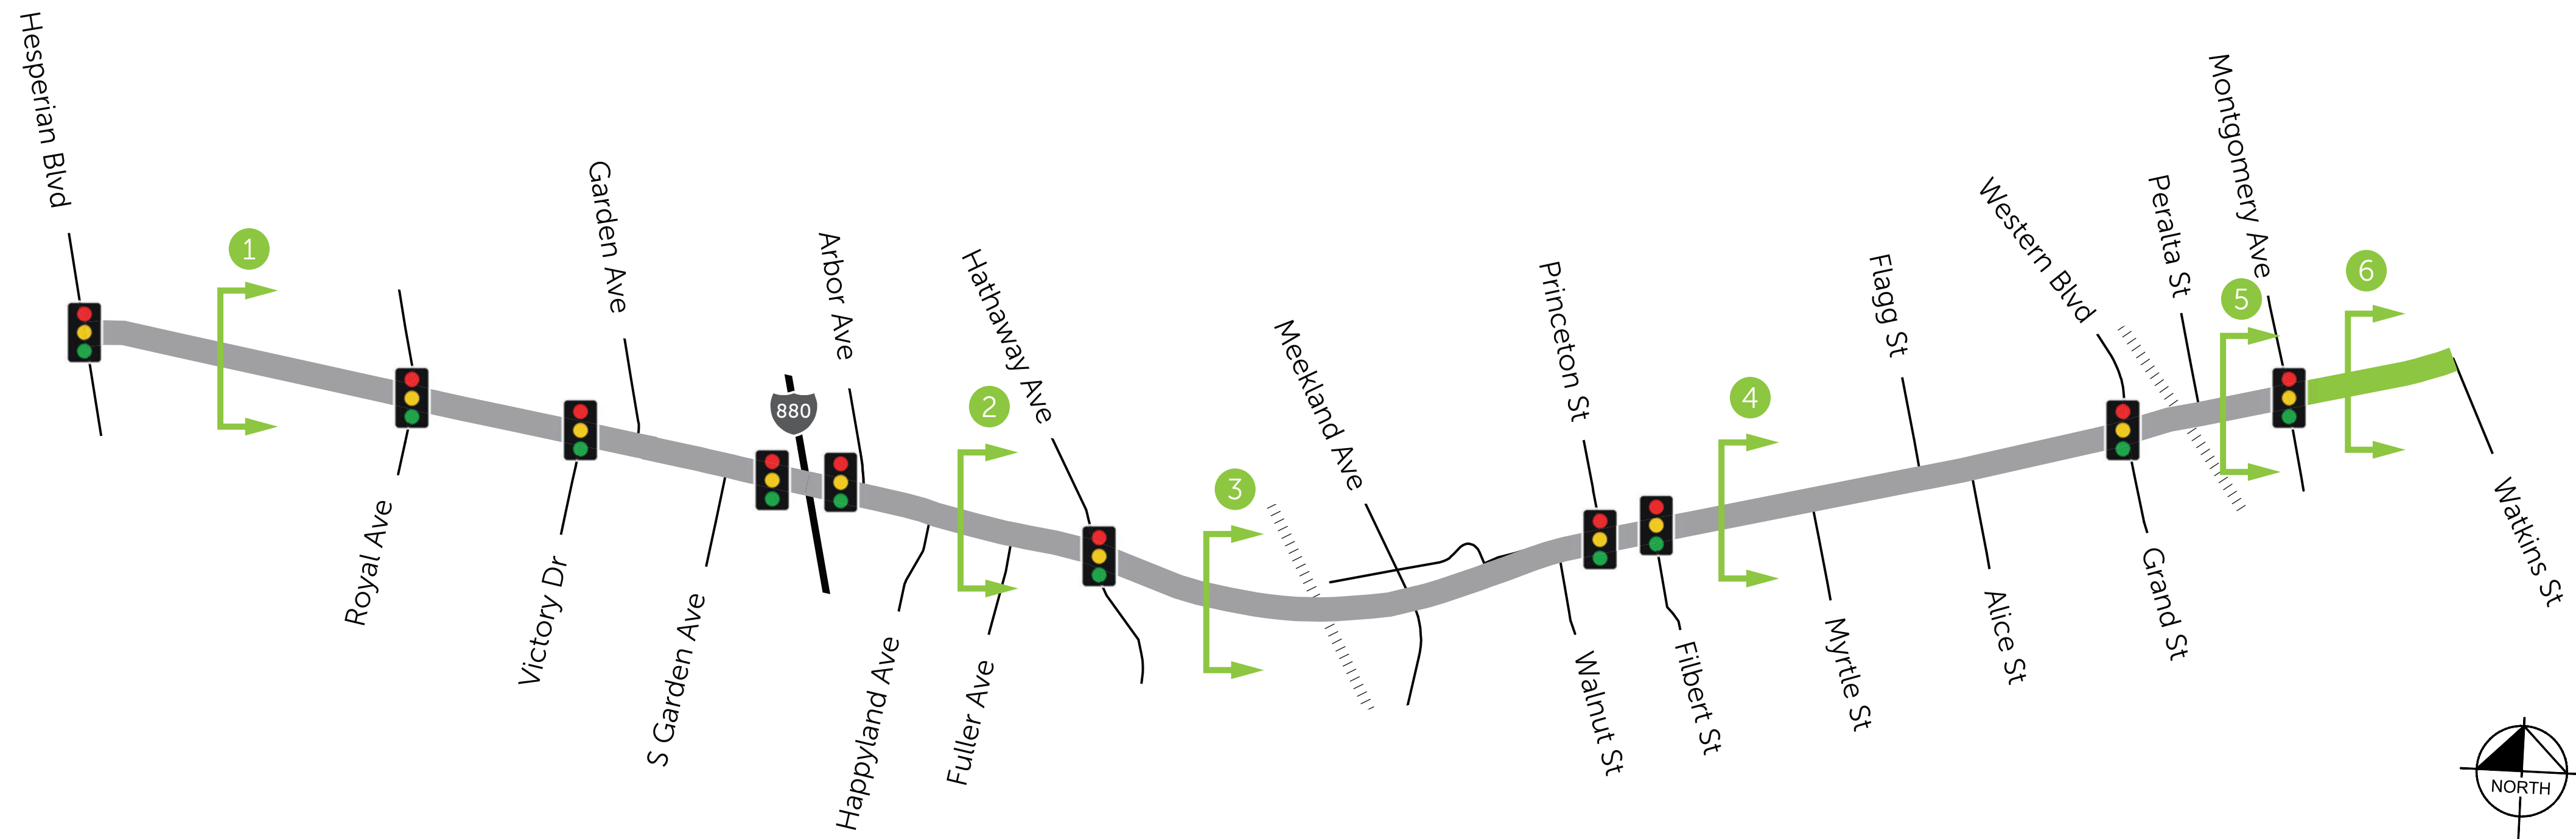 Hesperian Blvd
1
Royal Ave
Victory Dr
Garden Ave
S Garden Ave
880
Arbor Ave
Happyland Ave
2
Fuller Ave
Hathaway Ave
3
Meekland Ave
Princeton St
Walnut St
Filbert St
4
Myrtle St
Flagg St
Alice St
Western Blvd
Grand St
Peralta St
5
Montgomery Ave
6
Watkins St
NORTH